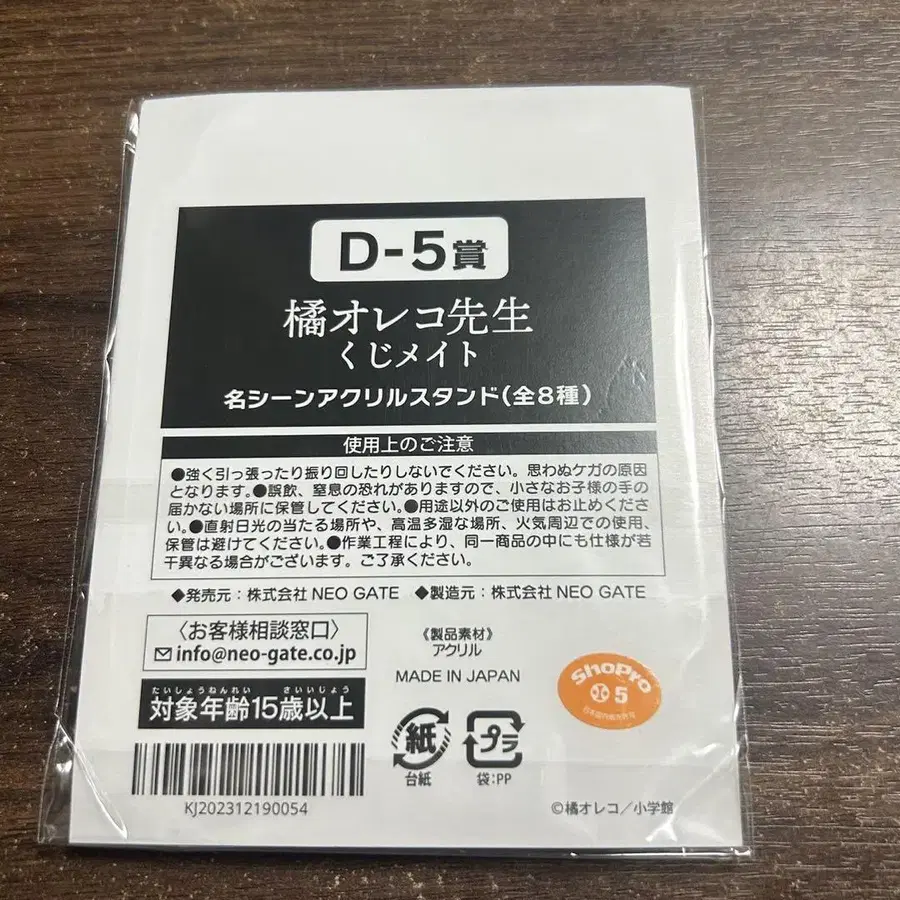 D-5賞
橘オレコ先生
くじメイト
名シーンアクリルスタンド(全8種)
使用上のご注意
●強く引っ張ったり振り回したりしないでください。思わぬケガの原因
となります。●誤飲、窒息の恐れがありますので、小さなお子様の手の
届かない場所に保管してください。●用途以外のご使用はお止めくださ
い。●直射日光の当たる場所や、高温多湿な場所、火気周辺での使用、
保管は避けてください。●作業工程により、同一商品の中にも仕様が若
干異なる場合がございます。ご了承ください。
◆発売元:株式会社 NEO GATE ◆製造元:株式会社 NEO GATE
〈お客様相談窓口〉
info@neo-gate.co.jp
たいしょうねんれい さいいじょう
対象年齢15歳以上
KJ202312190054
《製品素材》
アクリル
MADE IN JAPAN
紙
台紙
プラ
袋:PP
ShoPro
5
©橘オレコ/小学館